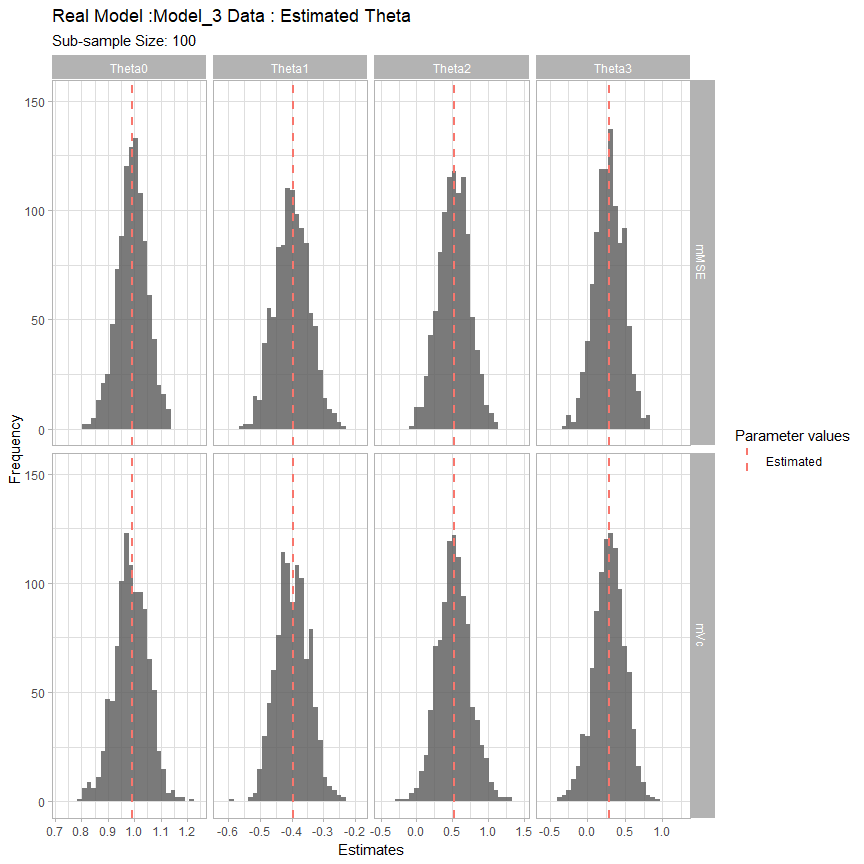 Real Model :Model_3 Data : Estimated Theta
Sub-sample Size: 100
Theta0 Theta1 Theta2 Theta3
150
100
50
0
mMSE
Frequency
150
100
50
0
mVc
0.7 0.8 0.9 1.0 1.1 1.2 -0.6 -0.5 -0.4 -0.3 -0.2 -0.5 0.0 0.5 1.0 1.5 -0.5 0.0 0.5 1.0
Estimates
Parameter values
Estimated